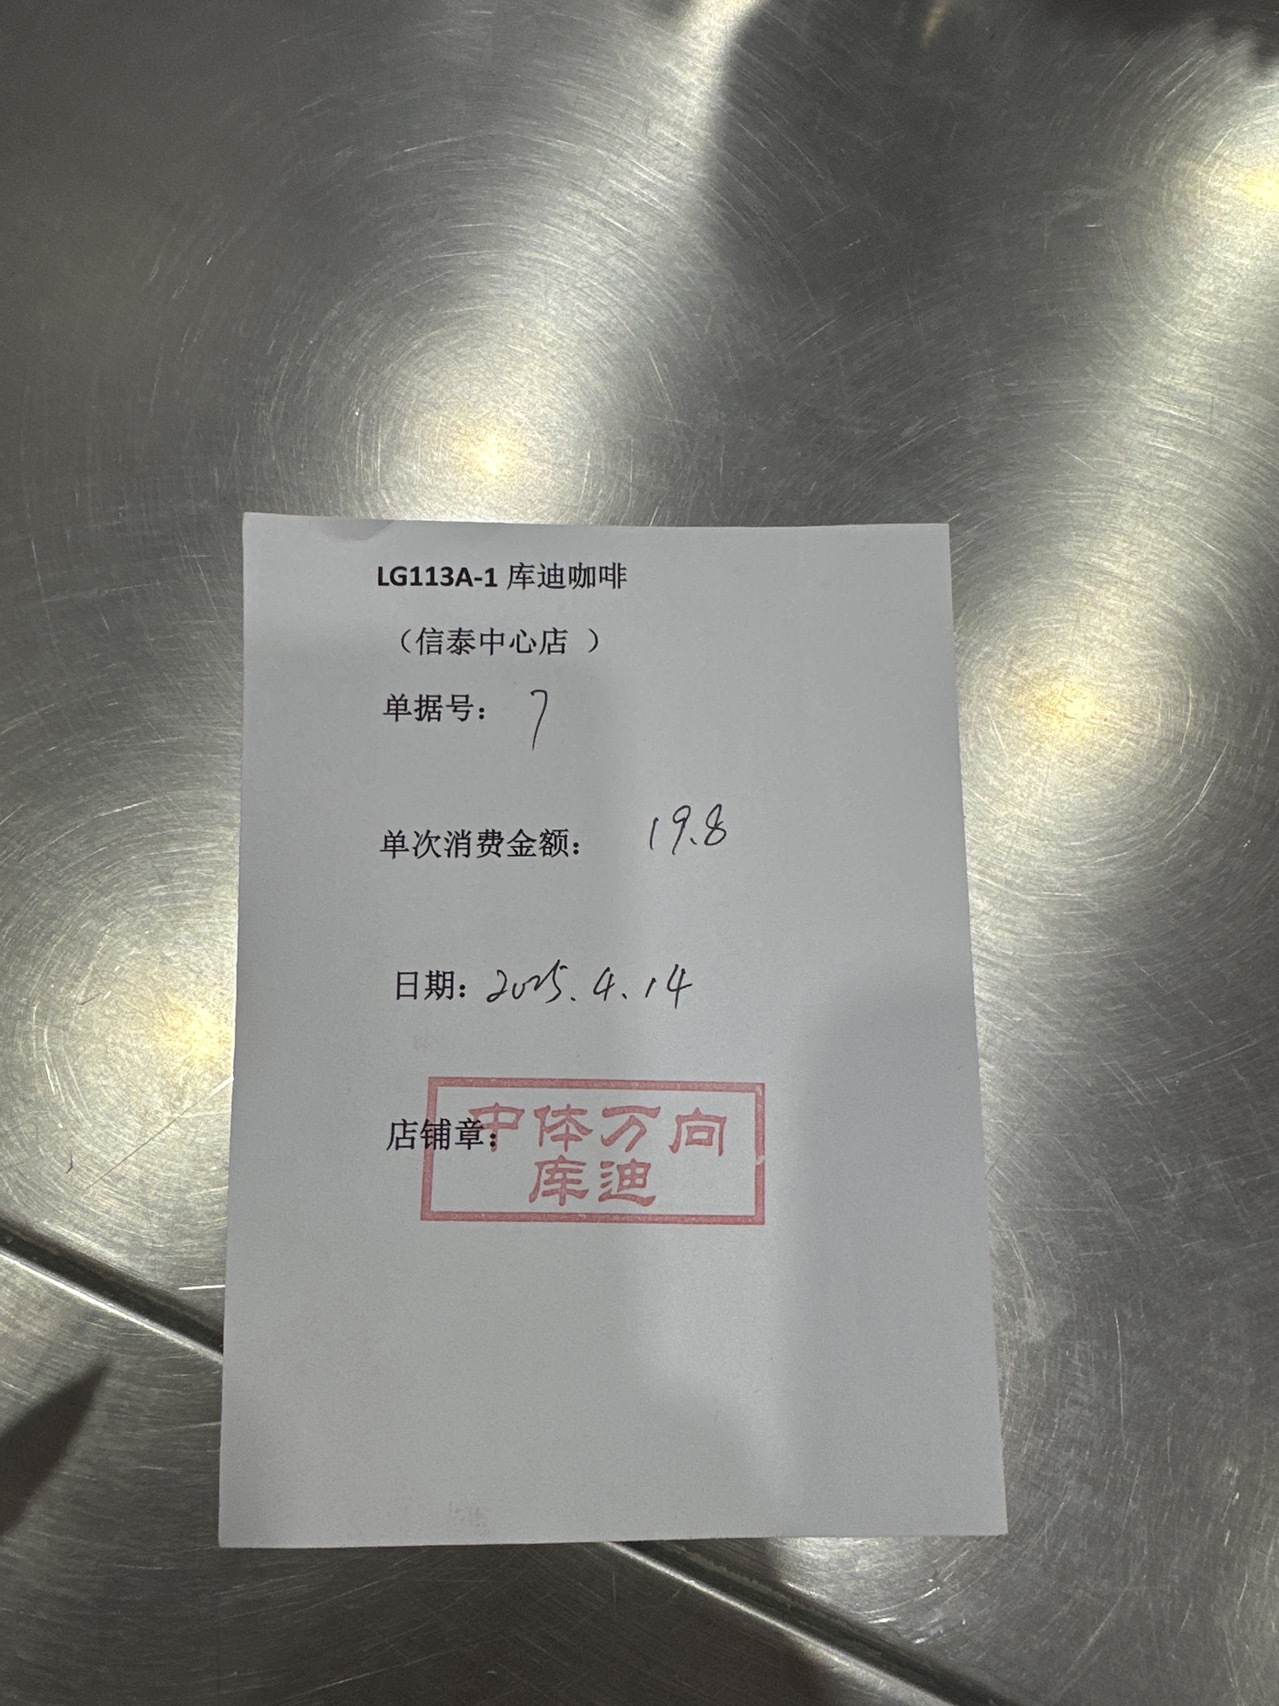 LG113A-1 库迪咖啡
（信泰中心店 ）
单据号： 7
单次消费金额： 19.8
日期：2025.4.14
店铺章：
中体万向
库迪